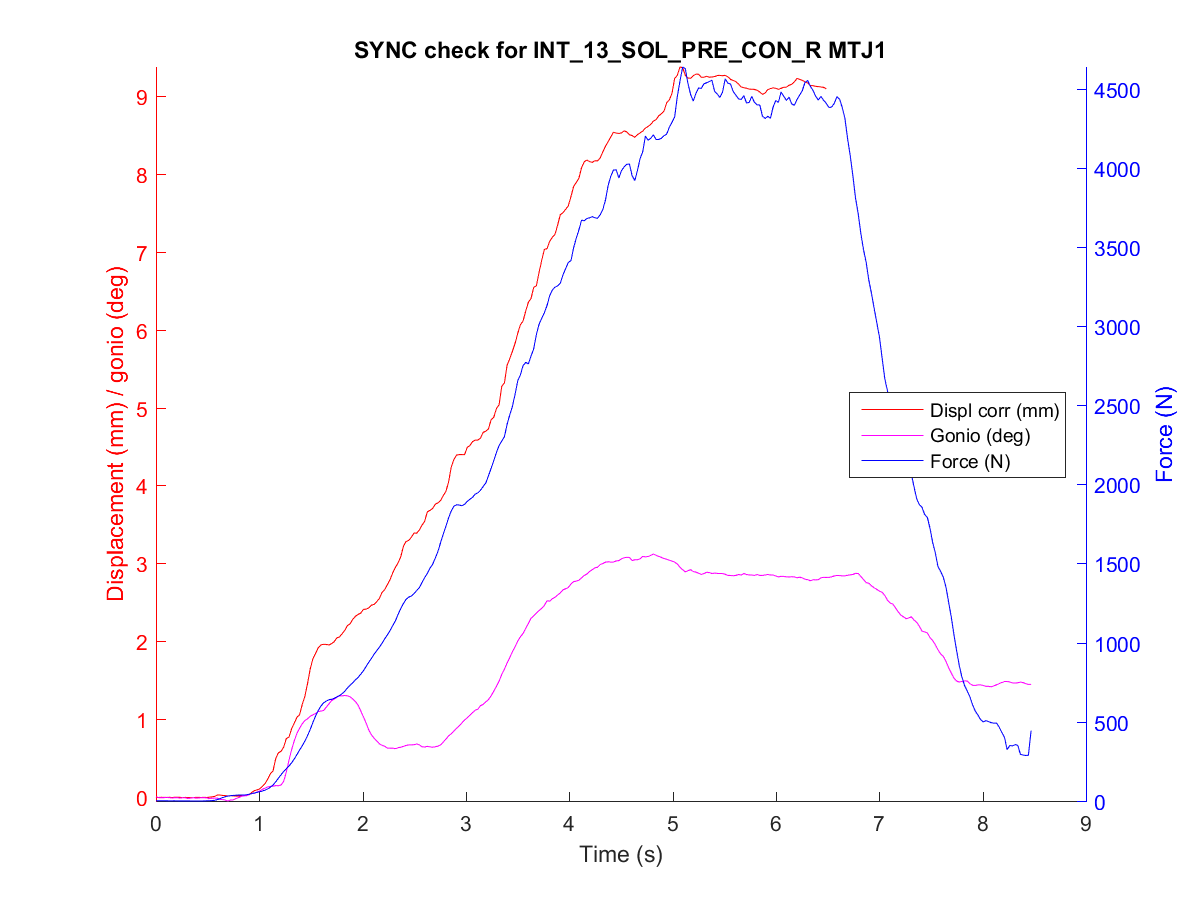 SYNC check for INT_13_SOL_PRE_CON_R MTJ1
Displacement (mm) / gonio (deg)
9
8
7
6
5
4
3
2
1
0
4500
4000
3500
3000
2500
2000
1500
1000
500
0
Force (N)
Displ corr (mm)
Gonio (deg)
Force (N)
0 1 2 3 4 5 6 7 8 9
Time (s)